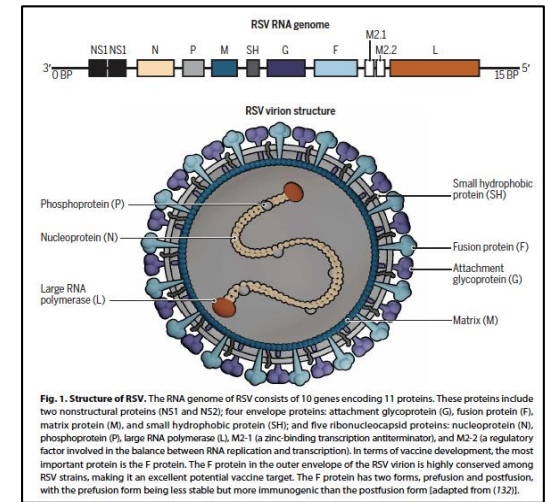 RSV RNA genome
M2.1
NS1 NS1 N P M SH G F M2.2 L
3′ 5′
0 BP 15 BP
RSV virion structure
Small hydrophobic
protein (SH)
Phosphoprotein (P)
Nucleoprotein (N)
Fusion protein (F)
Attachment
glycoprotein (G)
Large RNA
polymerase (L)
Matrix (M)
Fig. 1. Structure of RSV. The RNA genome of RSV consists of 10 genes encoding 11 proteins. These proteins include
two nonstructural proteins (NS1 and NS2); four envelope proteins: attachment glycoprotein (G), fusion protein (F),
matrix protein (M), and small hydrophobic protein (SH); and five ribonucleocapsid proteins: nucleoprotein (N),
phosphoprotein (P), large RNA polymerase (L), M2-1 (a zinc-binding transcription antiterminator), and M2-2 (a regulatory
factor involved in the balance between RNA replication and transcription). In terms of vaccine development, the most
important protein is the F protein. The F protein in the outer envelope of the RSV virion is highly conserved among
RSV strains, making it an excellent potential vaccine target. The F protein has two forms, prefusion and postfusion,
with the prefusion form being less stable but more immunogenic than the postfusion form [adapted from (132)].